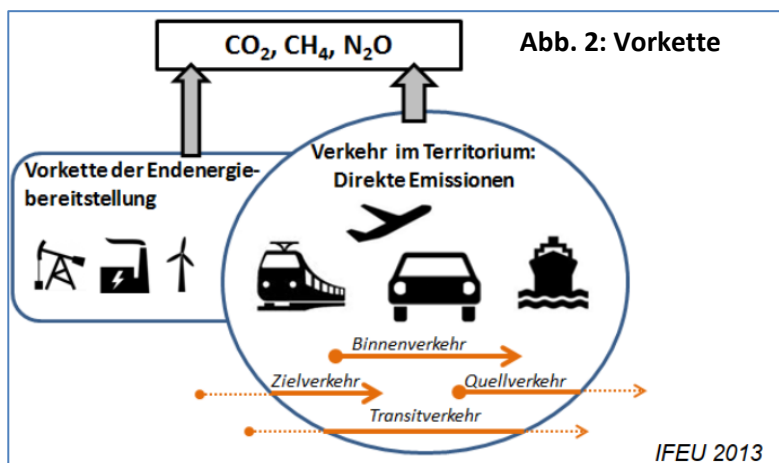 CO₂, CH₄, N₂O
Abb. 2: Vorkette
Vorkette der Endenergie-
bereitstellung
Verkehr im Territorium:
Direkte Emissionen
Binnenverkehr
Zielverkehr
Quellverkehr
Transitverkehr
IFEU 2013